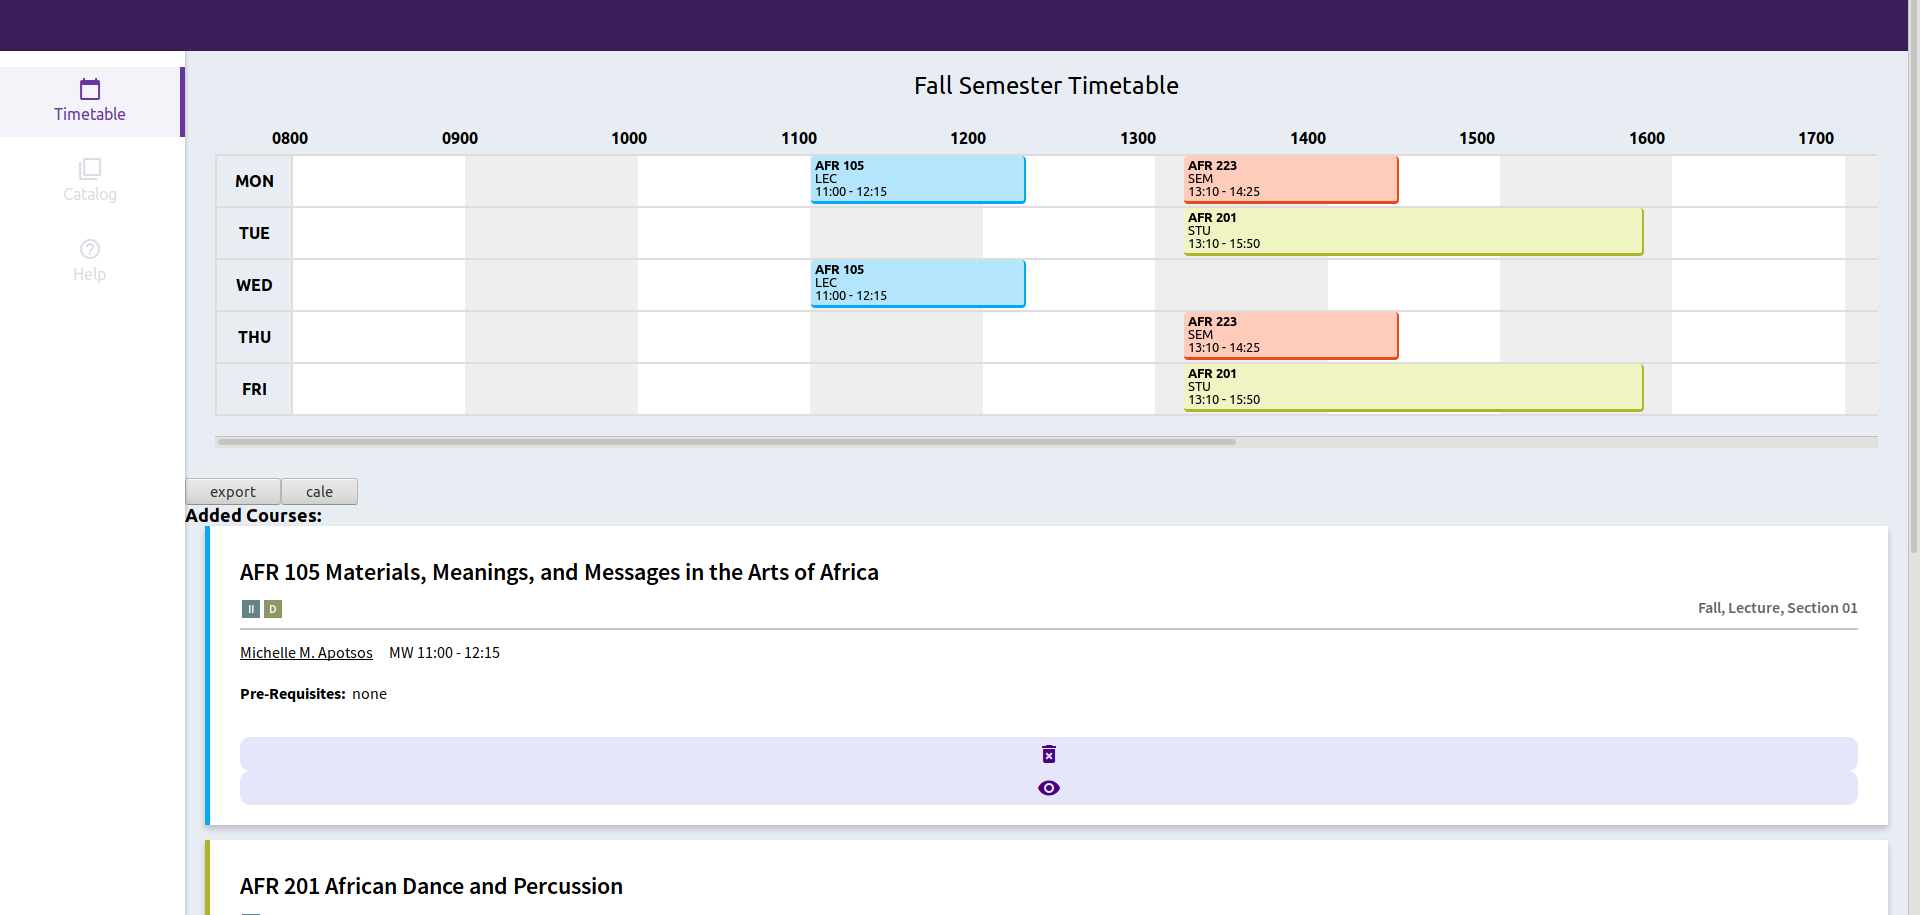 Fall Semester Timetable
Timetable
Catalog
Help
0800 0900 1000 1100 1200 1300 1400 1500 1600 1700
MON
AFR 105
LEC
11:00 - 12:15
AFR 223
SEM
13:10 - 14:25
TUE
AFR 201
STU
13:10 - 15:50
WED
AFR 105
LEC
11:00 - 12:15
THU
AFR 223
SEM
13:10 - 14:25
FRI
AFR 201
STU
13:10 - 15:50
export cale
Added Courses:
AFR 105 Materials, Meanings, and Messages in the Arts of Africa
II D Fall, Lecture, Section 01
Michelle M. Apotsos MW 11:00 - 12:15
Pre-Requisites: none
AFR 201 African Dance and Percussion